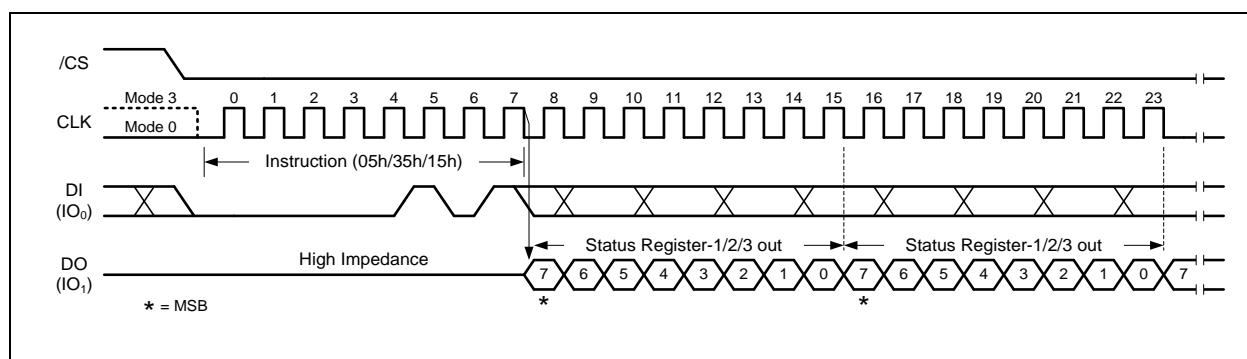 /CS
Mode 3
0 1 2 3 4 5 6 7 8 9 10 11 12 13 14 15 16 17 18 19 20 21 22 23
CLK
Mode 0
Instruction (05h/35h/15h)
DI
(IO₀)
Status Register-1/2/3 out Status Register-1/2/3 out
High Impedance
DO
(IO₁)
7 6 5 4 3 2 1 0 7 6 5 4 3 2 1 0 7
* *
* = MSB